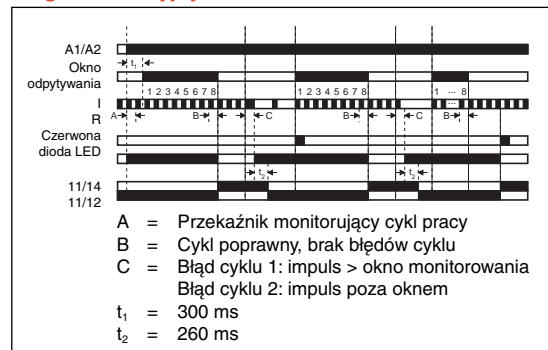 A1/A2
t₁
Okno
odpytywania
1 2 3 4 5 6 7 8 1 2 3 4 5 6 7 8 1 ... 8
I
...
R
A B C B C B
Czerwona
dioda LED
t₂ t₂
11/14
11/12
A = Przekaźnik monitorujący cykl pracy
B = Cykl poprawny, brak błędów cyklu
C = Błąd cyklu 1: impuls > okno monitorowania
Błąd cyklu 2: impuls poza oknem
t₁ = 300 ms
t₂ = 260 ms